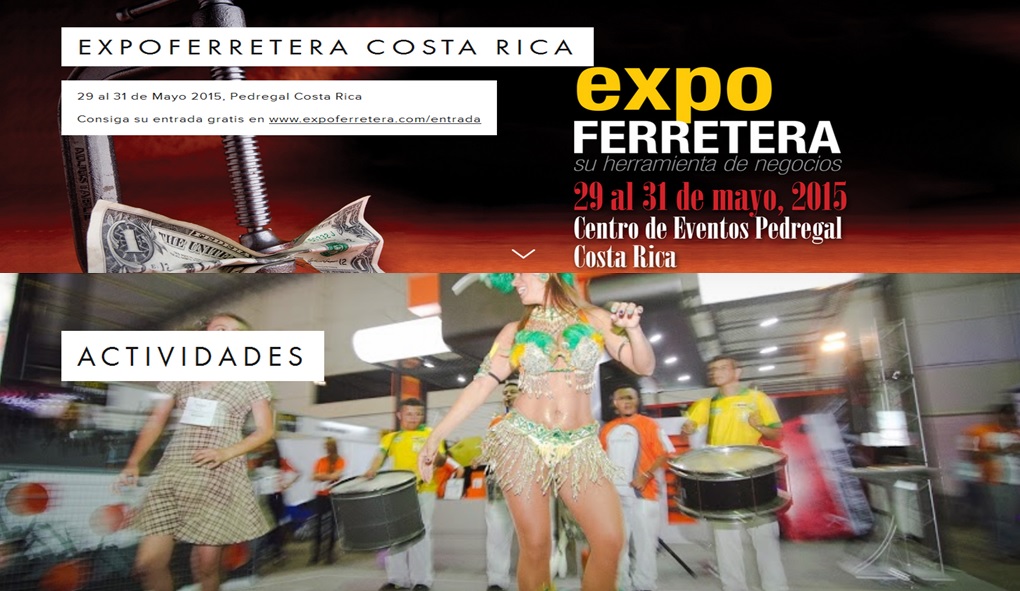 EXPOFERRETERA COSTA RICA
29 al 31 de Mayo 2015, Pedregal Costa Rica
Consiga su entrada gratis en www.expoferretera.com/entrada
expo
FERRETERA
su herramienta de negocios
29 al 31 de mayo, 2015
Centro de Eventos Pedregal
Costa Rica
THE UNITED
ACTIVIDADES